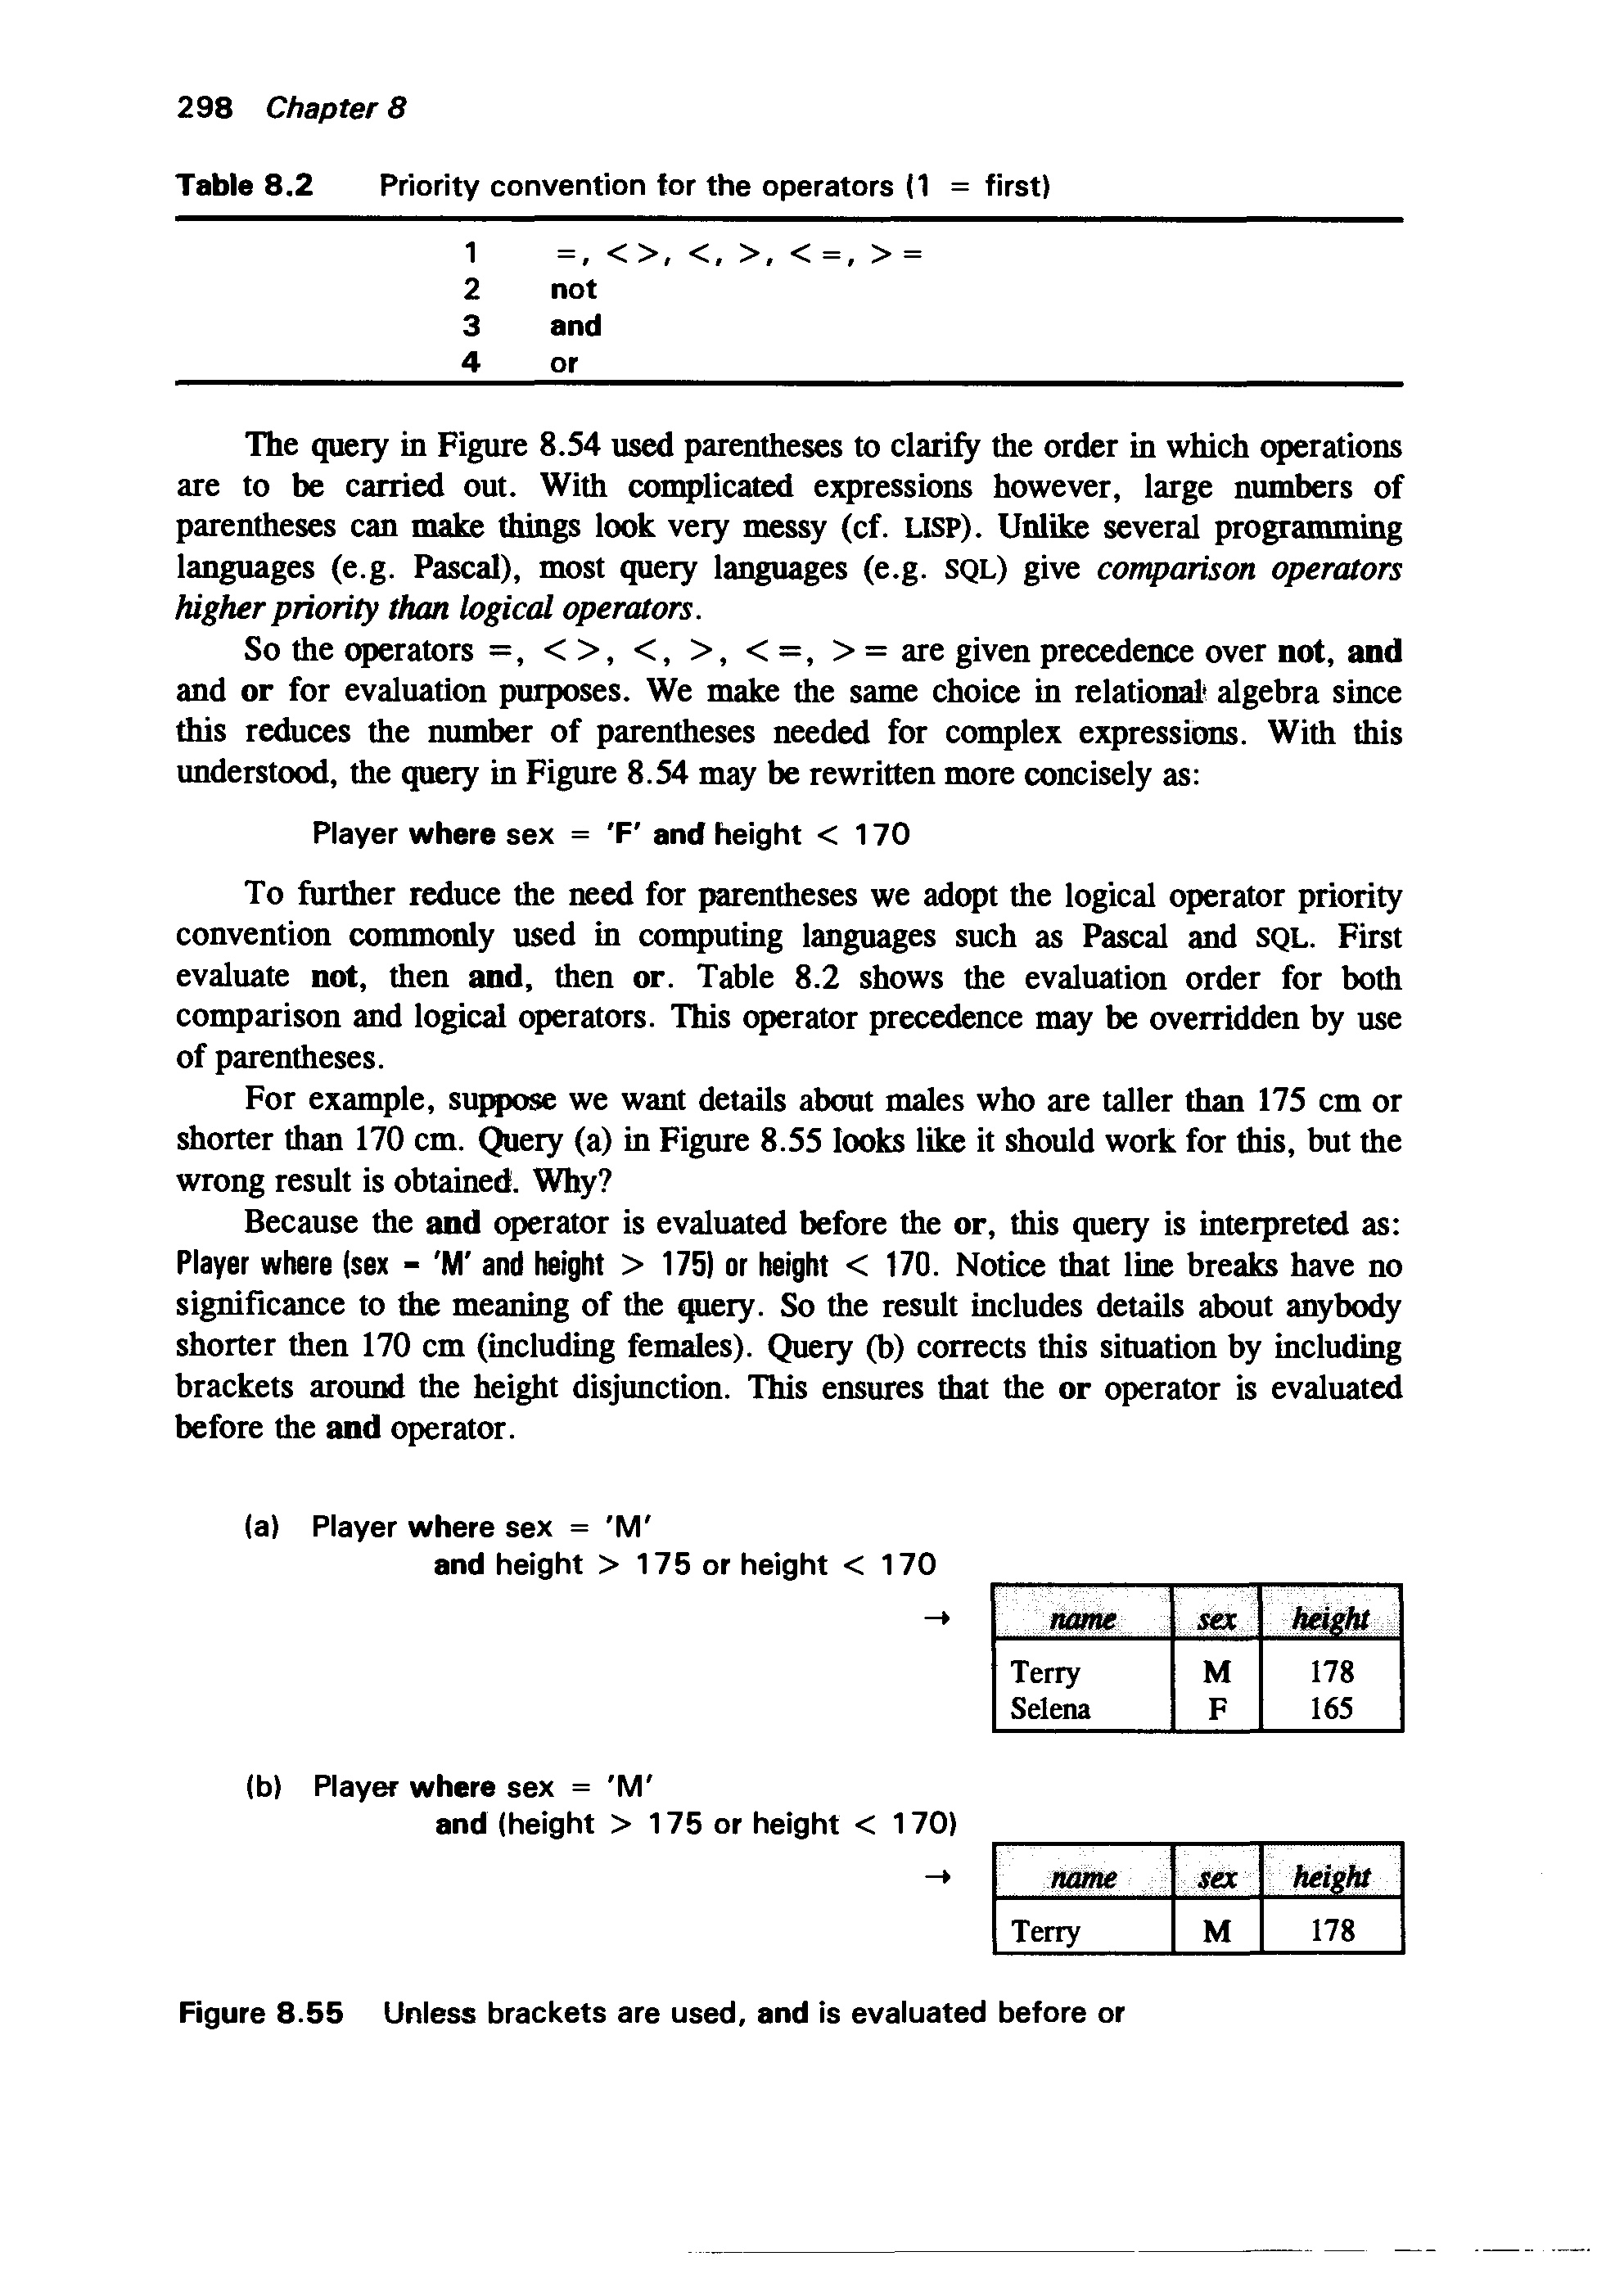 298 Chapter 8
Table 8.2 Priority convention for the operators (1 = first)
1 =, < >, <, >, < =, > =
2 not
3 and
4 or
The query in Figure 8.54 used parentheses to clarify the order in which operations
are to be carried out. With complicated expressions however, large numbers of
parentheses can make things look very messy (cf. LISP). Unlike several programming
languages (e.g. Pascal), most query languages (e.g. SQL) give comparison operators
higher priority than logical operators.
So the operators =, < >, <, >, < =, > = are given precedence over not, and
and or for evaluation purposes. We make the same choice in relational algebra since
this reduces the number of parentheses needed for complex expressions. With this
understood, the query in Figure 8.54 may be rewritten more concisely as:
Player where sex = 'F' and height < 170
To further reduce the need for parentheses we adopt the logical operator priority
convention commonly used in computing languages such as Pascal and SQL. First
evaluate not, then and, then or. Table 8.2 shows the evaluation order for both
comparison and logical operators. This operator precedence may be overridden by use
of parentheses.
For example, suppose we want details about males who are taller than 175 cm or
shorter than 170 cm. Query (a) in Figure 8.55 looks like it should work for this, but the
wrong result is obtained. Why?
Because the and operator is evaluated before the or, this query is interpreted as:
Player where (sex = 'M' and height > 175) or height < 170. Notice that line breaks have no
significance to the meaning of the query. So the result includes details about anybody
shorter then 170 cm (including females). Query (b) corrects this situation by including
brackets around the height disjunction. This ensures that the or operator is evaluated
before the and operator.
(a) Player where sex = 'M'
and height > 175 or height < 170
→ name sex height
Terry M 178
Selena F 165
(b) Player where sex = 'M'
and (height > 175 or height < 170)
→ name sex height
Terry M 178
Figure 8.55 Unless brackets are used, and is evaluated before or